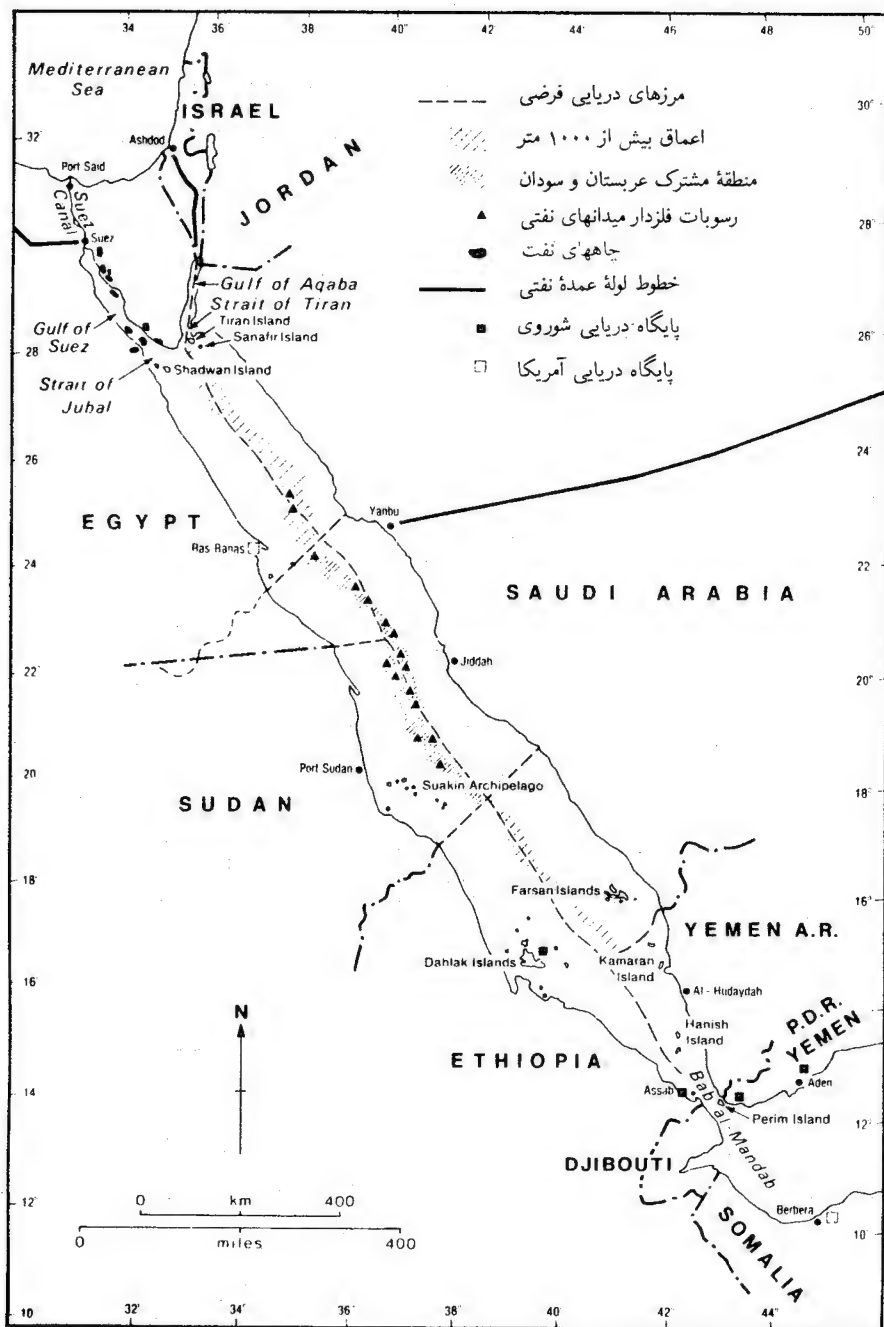 34
36
38
40°
42
44
46
48
50°
Mediterranean
Sea
ISRAEL
Ashdod
JORDAN
Port Said
Suez
Canal
Suez
32
28
26
24
22
20
18
16
14
12
10
30°
28°
26°
24°
22°
20°
18°
16°
14°
12°
10°
مرزهای دریایی فرضی
اعماق بیش از ۱۰۰۰ متر
منطقهٔ مشترک عربستان و سودان
رسوبات فلزدار میدانهای نفتی
چاههای نفت
خطوط لولهٔ عمدهٔ نفتی
پایگاه دریایی شوروی
پایگاه دریایی آمریکا
Gulf of Aqaba
Strait of Tiran
Tiran Island
Sanafir Island
Gulf of
Suez
Shadwan Island
Strait of
Jubal
EGYPT
Ras Banas
Yanbu
SAUDI ARABIA
Jiddah
Port Sudan
SUDAN
Suakin Archipelago
Farsan Islands
YEMEN A.R.
Dahlak Islands
Kamaran
Island
Al-Hudaydah
Hanish
Island
P.D.R.
YEMEN
N
ETHIOPIA
Assab
Aden
Perim Island
Bab al-Mandab
DJIBOUTI
0 km 400
0 miles 400
Berbera
SOMALIA
32
34
36
38
40
42
44